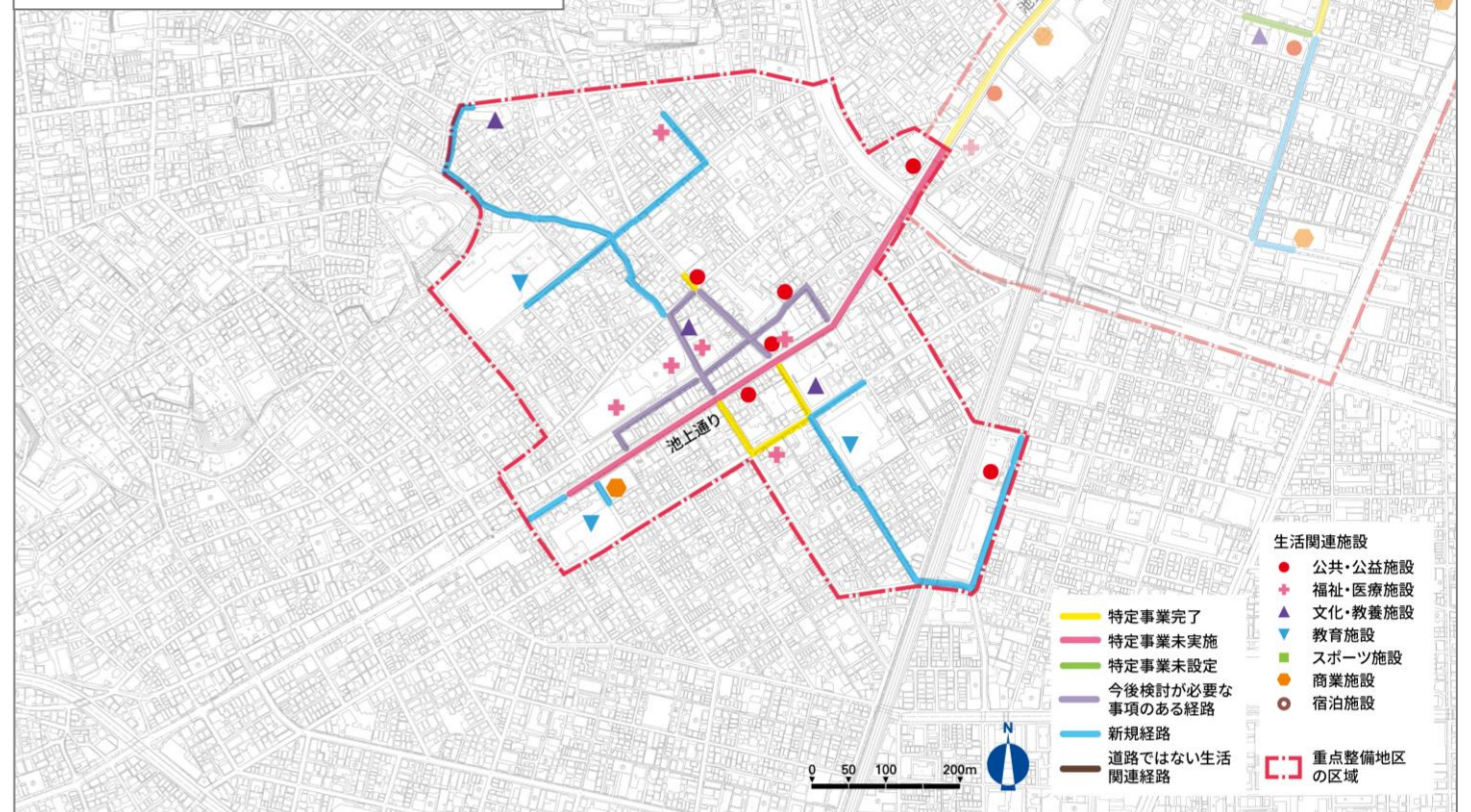 池上
池上通り
生活関連施設
公共・公益施設
福祉・医療施設
文化・教養施設
教育施設
スポーツ施設
商業施設
宿泊施設
重点整備地区
の区域
特定事業完了
特定事業未実施
特定事業未設定
今後検討が必要な
事項のある経路
新規経路
道路ではない生活
関連経路
N
0 50 100 200m